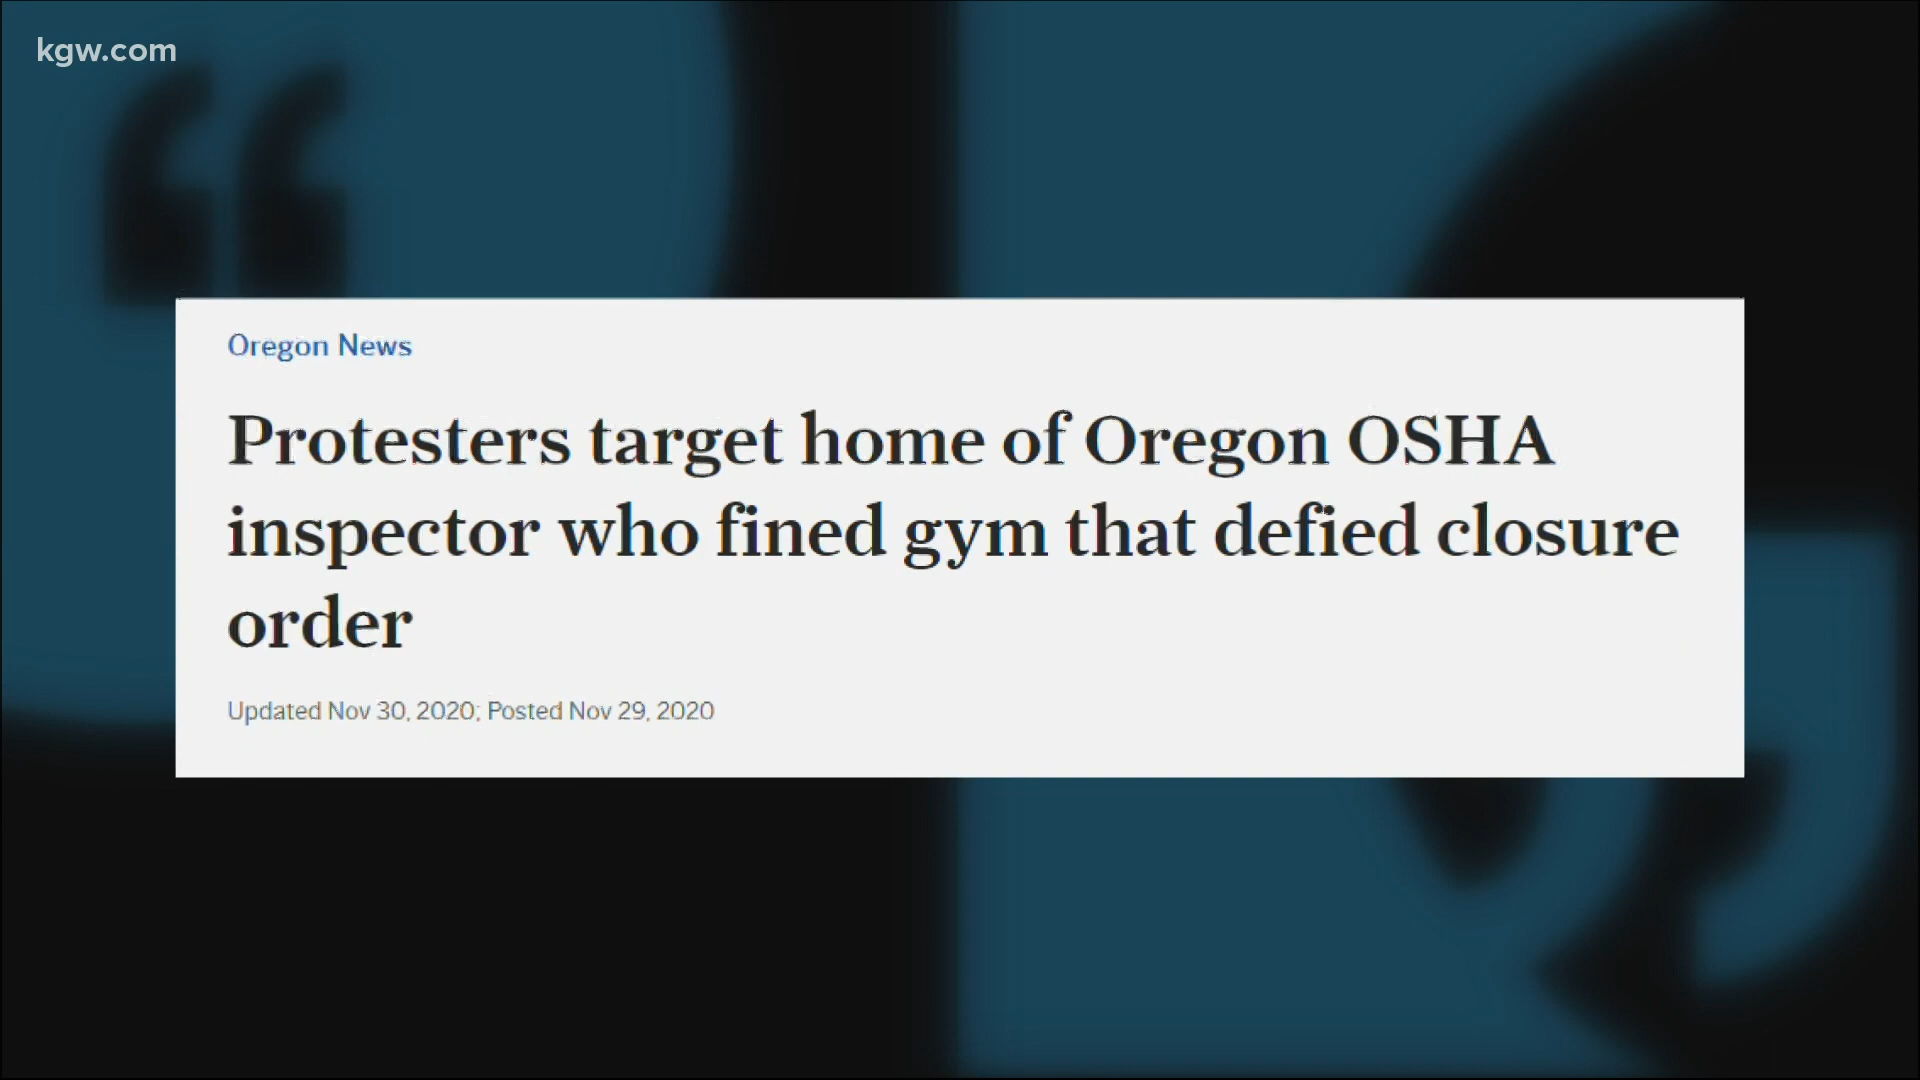 kgw.com
“
Oregon News
Protesters target home of Oregon OSHA
inspector who fined gym that defied closure
order
Updated Nov 30, 2020; Posted Nov 29, 2020
”